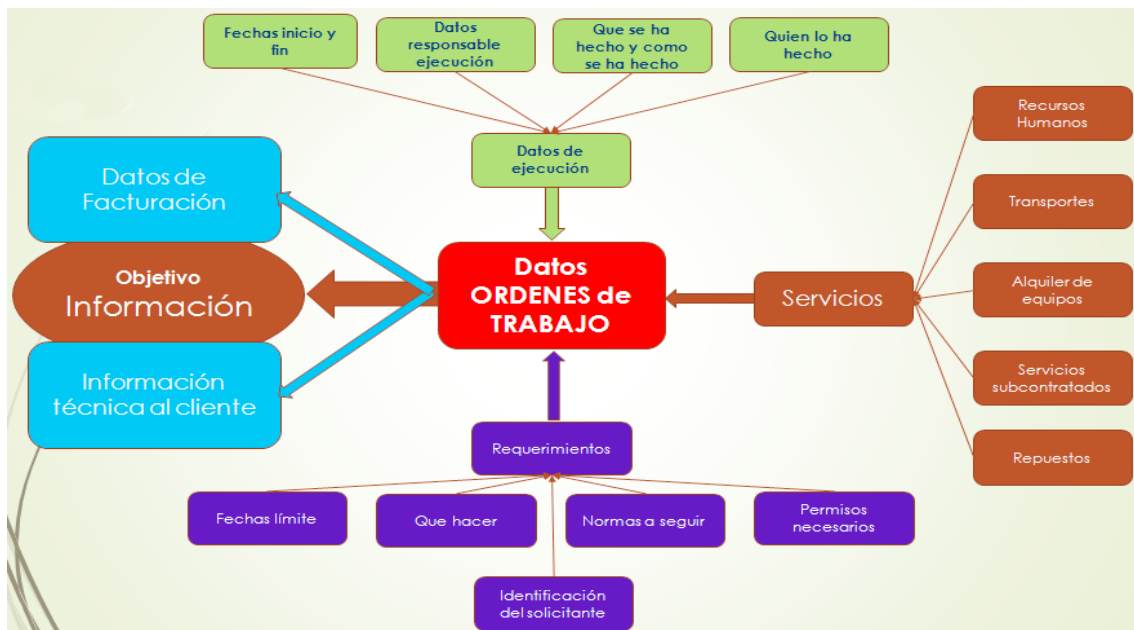 Fechas inicio y
fin
Datos
responsable
ejecución
Que se ha
hecho y como
se ha hecho
Quien lo ha
hecho
Datos de
ejecución
Datos de
Facturación
Objetivo
Información
Información
técnica al cliente
Datos
ORDENES de
TRABAJO
Servicios
Recursos
Humanos
Transportes
Alquiler de
equipos
Servicios
subcontratados
Repuestos
Requerimientos
Fechas límite
Que hacer
Normas a seguir
Permisos
necesarios
Identificación
del solicitante